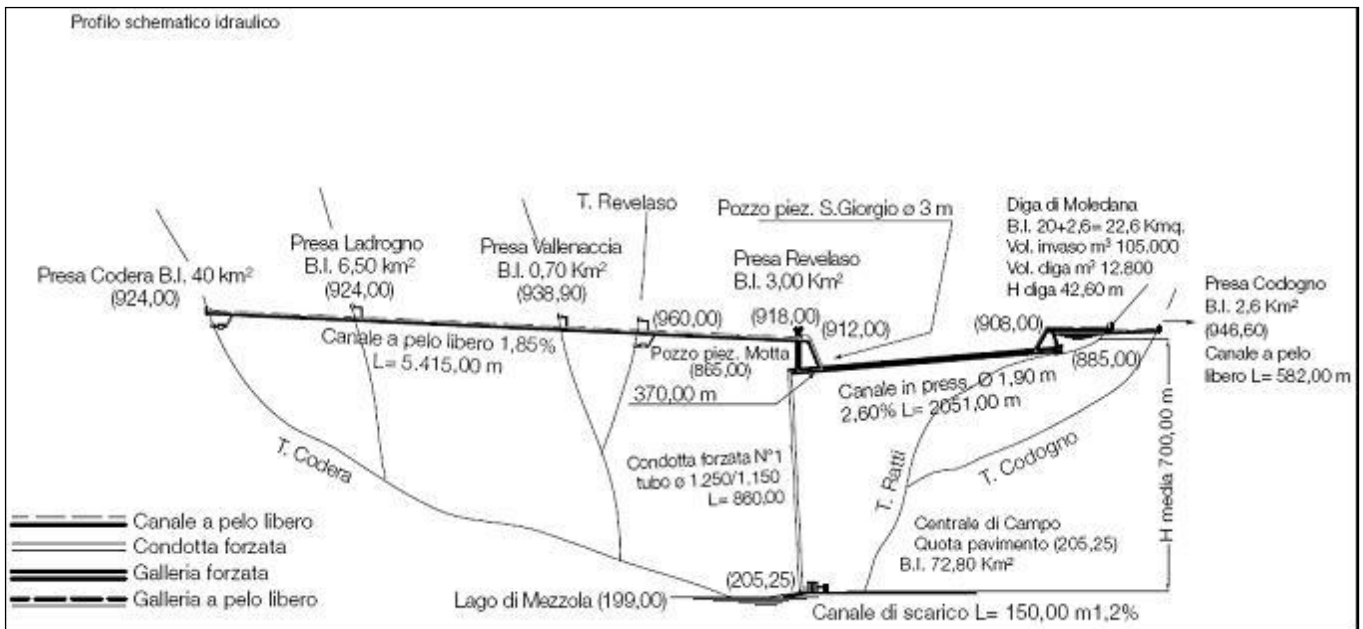 Profilo schematico idraulico
T. Revelaso
Pozzo piez. S.Giorgio ø 3 m
Diga di Moledana
B.I. 20+2,6= 22,6 Kmq.
Vol. invaso m³ 105.000
Vol. diga m³ 12.800
H diga 42,60 m
Presa Codera B.I. 40 km²
(924,00)
Presa Ladrogno
B.I. 6,50 km²
(924,00)
Presa Vallenaccia
B.I. 0,70 Km²
(938,90)
Presa Revelaso
B.I. 3,00 Km²
Presa Codogno
B.I. 2,6 Km²
(946,60)
Canale a pelo
libero L= 582,00 m
(960,00)
(918,00)
(912,00)
(908,00)
(885,00)
Canale a pelo libero 1,85%
L= 5.415,00 m
Pozzo piez. Motta
(865,00)
370,00 m
Canale in press. Ø 1,90 m
2,60% L= 2051,00 m
H media 700,00 m
T. Codera
Condotta forzata N°1
tubo ø 1.250/1.150
L= 860,00
T. Ratti
T. Codogno
Centrale di Campo
Quota pavimento (205,25)
B.I. 72,80 Km²
Canale a pelo libero
Condotta forzata
Galleria forzata
Galleria a pelo libero
(205,25)
Lago di Mezzola (199,00)
Canale di scarico L= 150,00 m1,2%